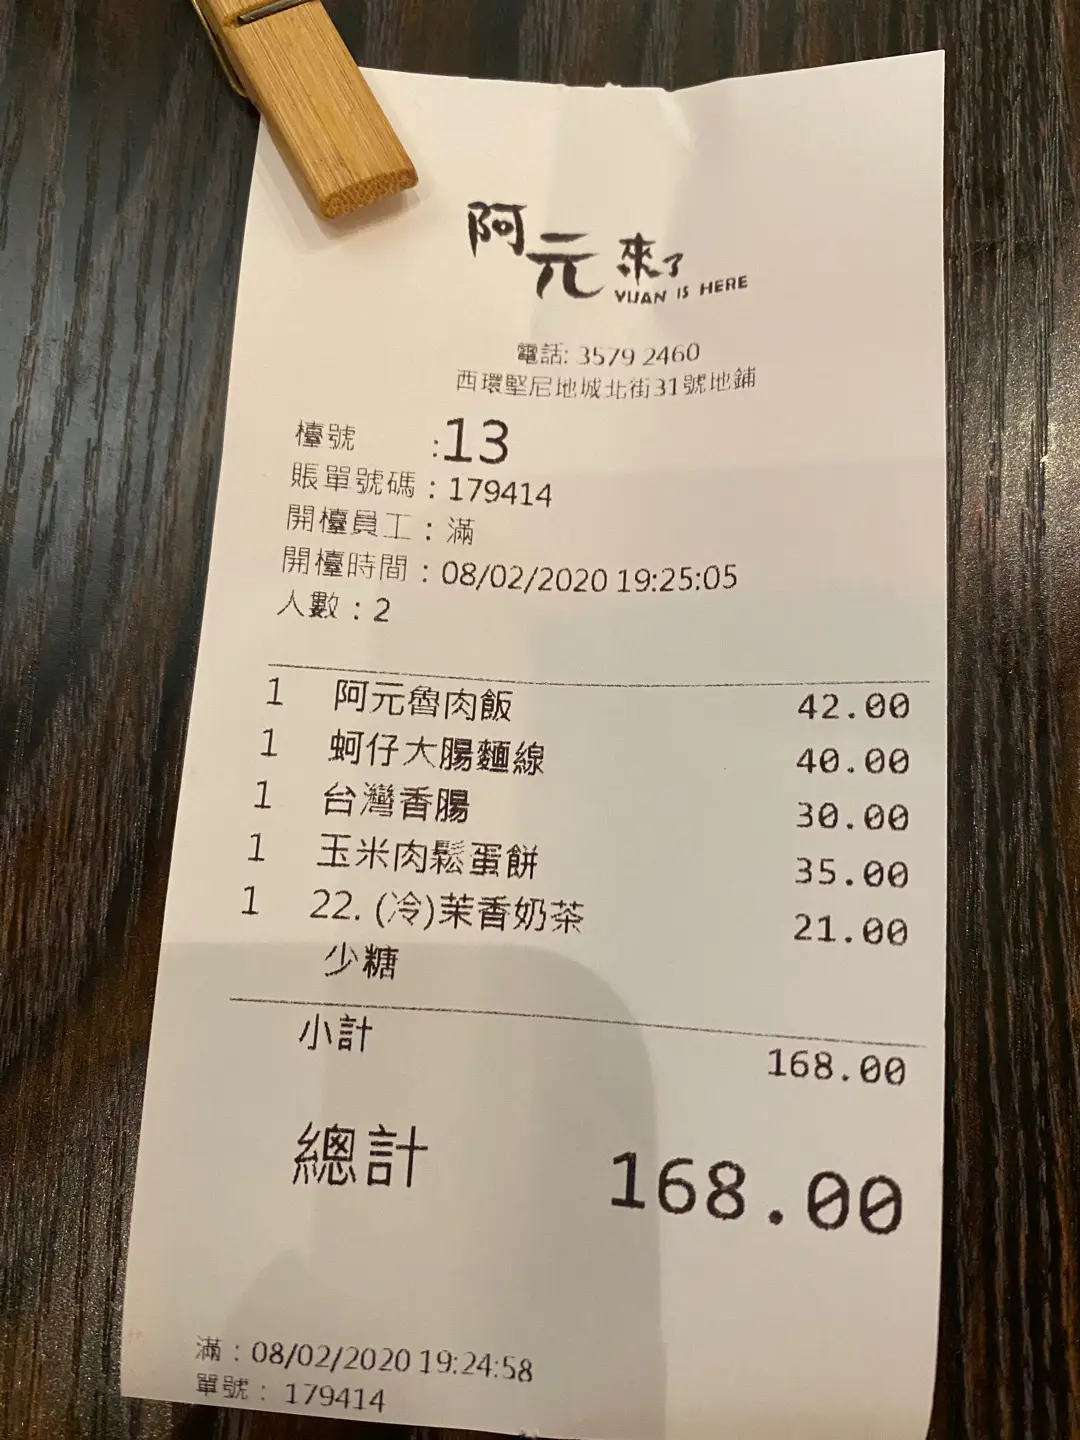 阿元來了
YUAN IS HERE
電話: 3579 2460
西環堅尼地城北街31號地鋪
檯號 :13
賬單號碼 : 179414
開檯員工 : 滿
開檯時間 : 08/02/2020 19:25:05
人數 : 2
1 阿元魯肉飯 42.00
1 蚵仔大腸麵線 40.00
1 台灣香腸 30.00
1 玉米肉鬆蛋餅 35.00
1 22. (冷)茉香奶茶 21.00
少糖
小計 168.00
總計 168.00
滿 : 08/02/2020 19:24:58
單號 : 179414